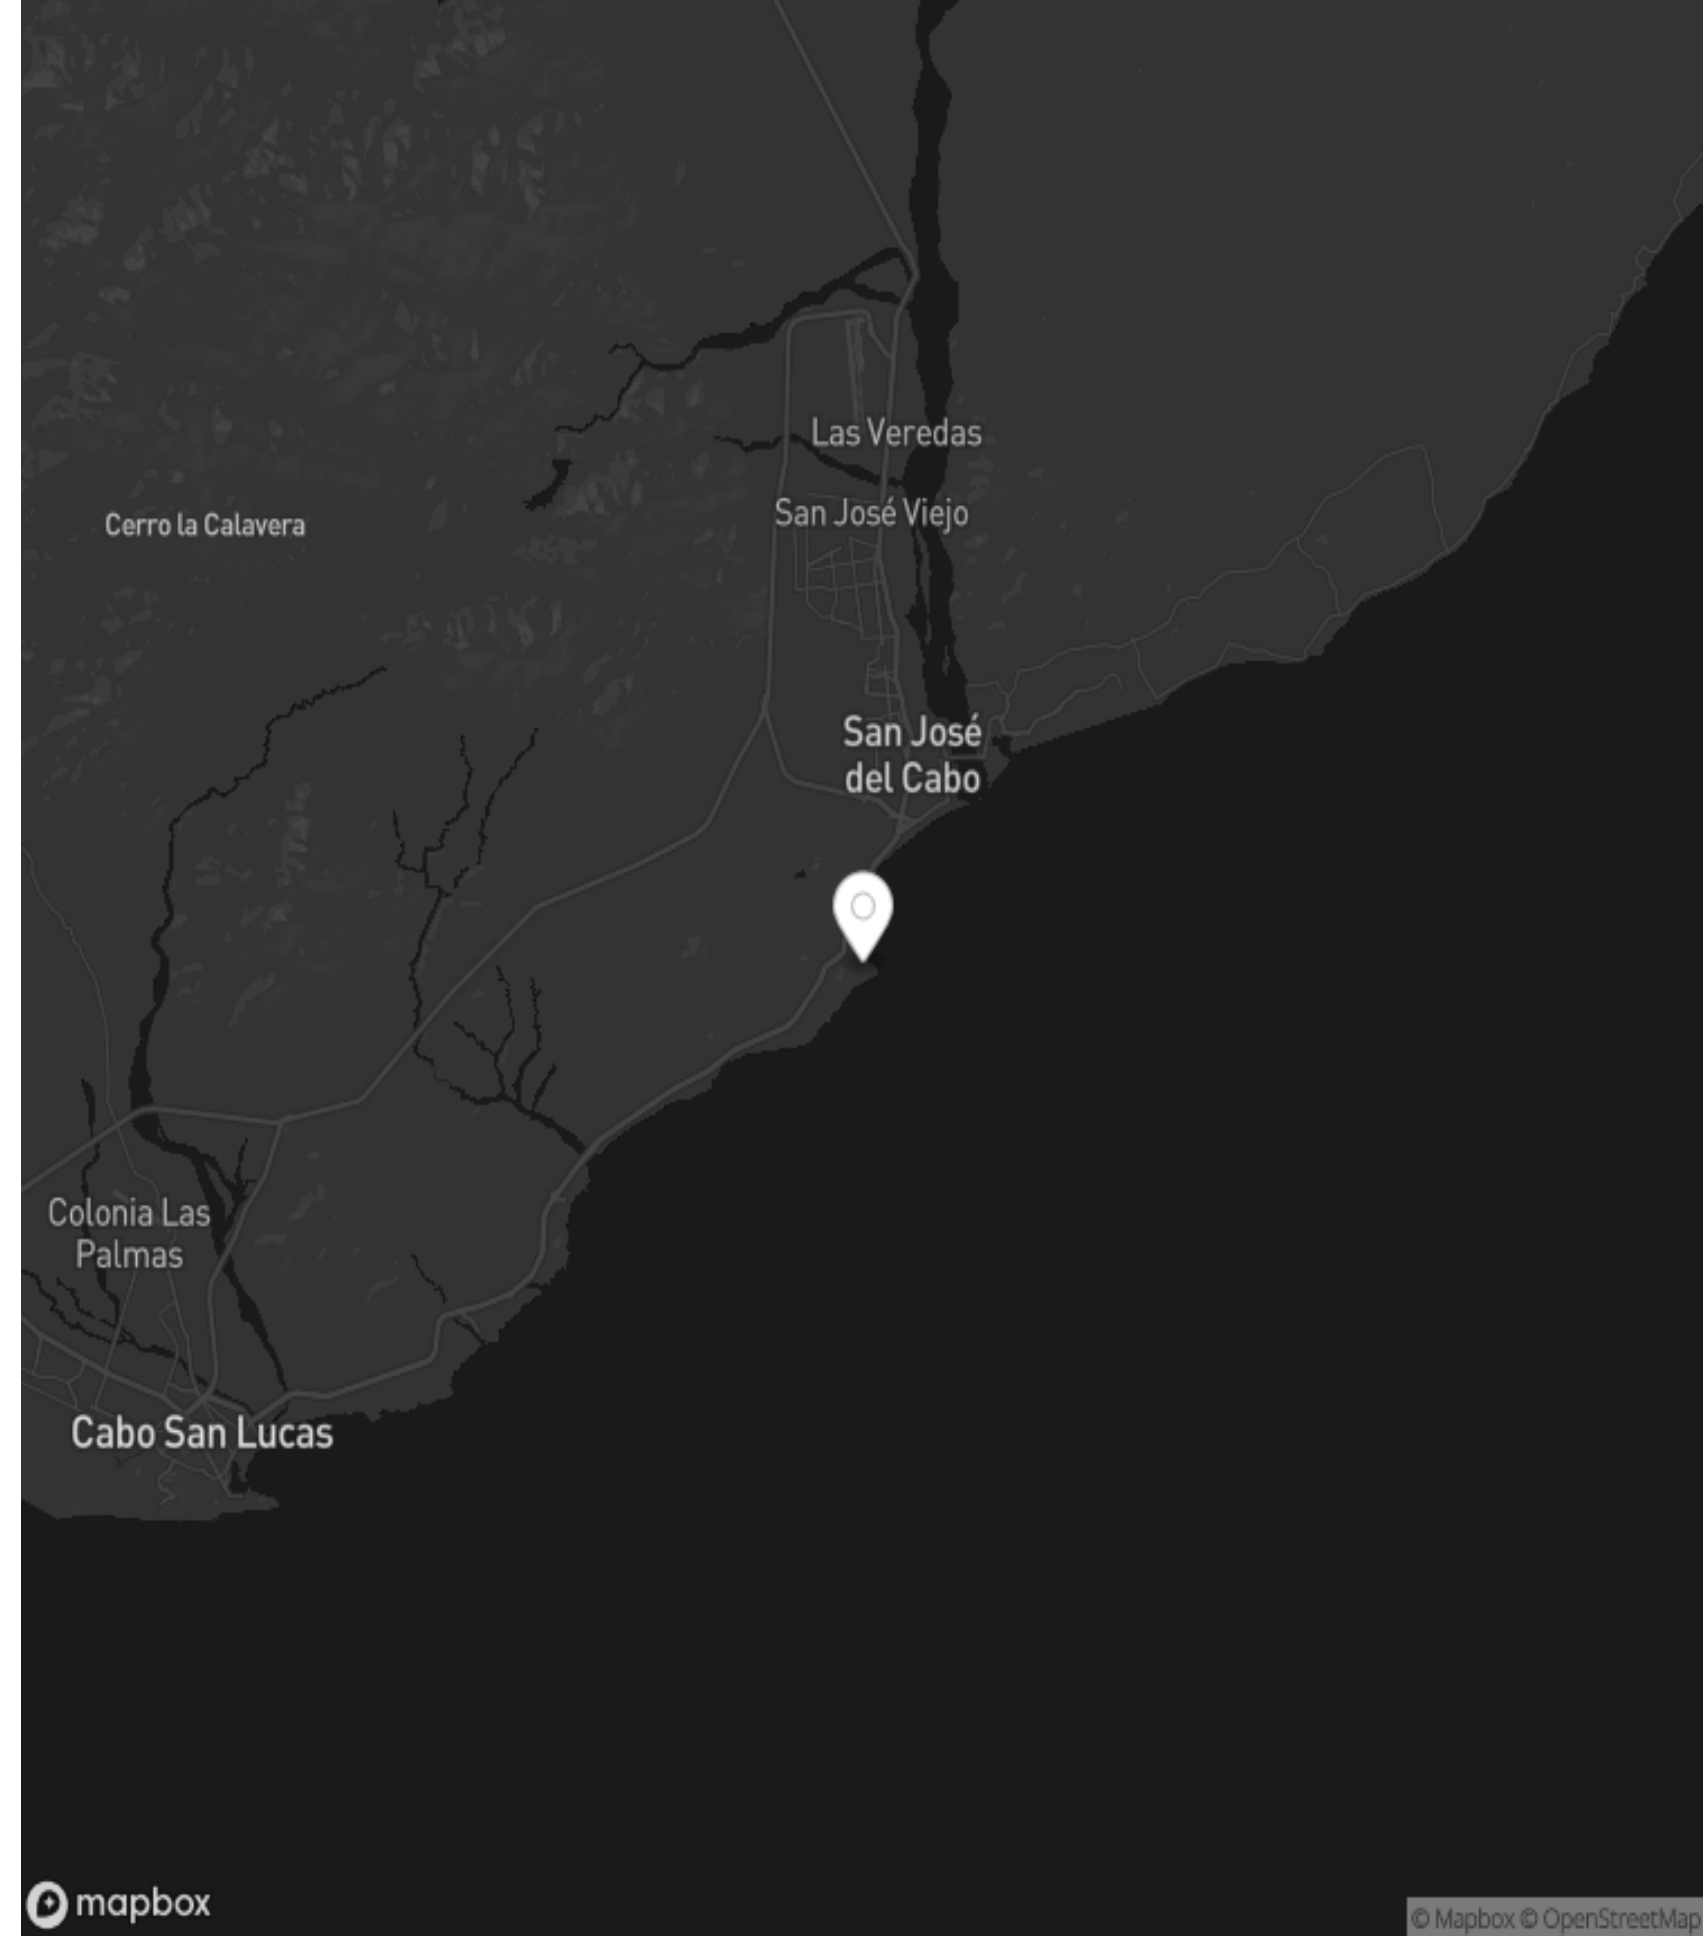 Las Veredas
San José Viejo
Cerro la Calavera
San José
del Cabo
Colonia Las
Palmas
Cabo San Lucas
mapbox
© Mapbox © OpenStreetMap